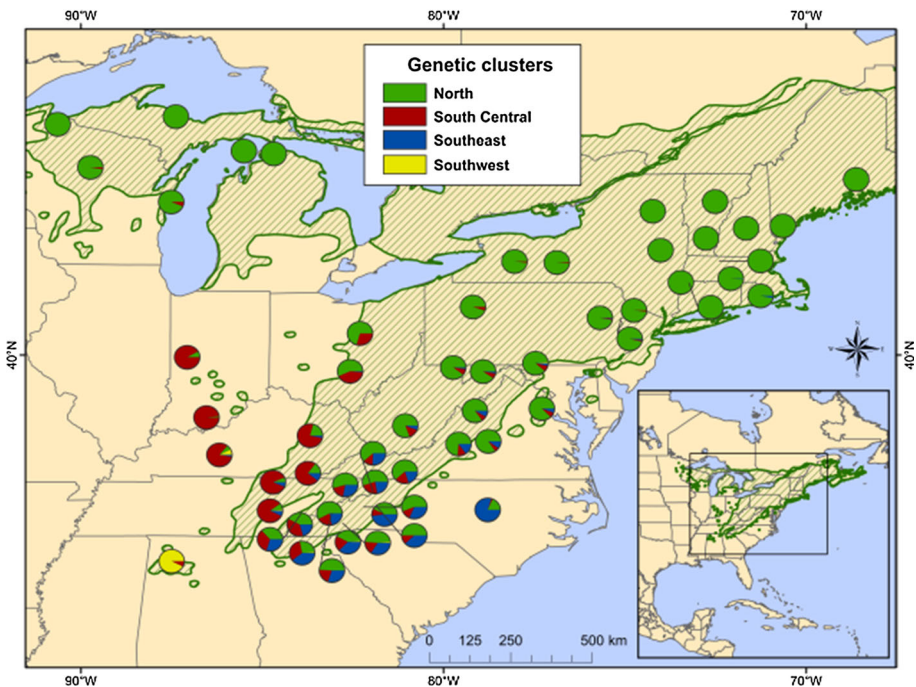 90°W 80°W 70°W
Genetic clusters
North
South Central
Southeast
Southwest
40°N 40°N
N
W E
S
0 125 250 500 km
90°W 80°W 70°W